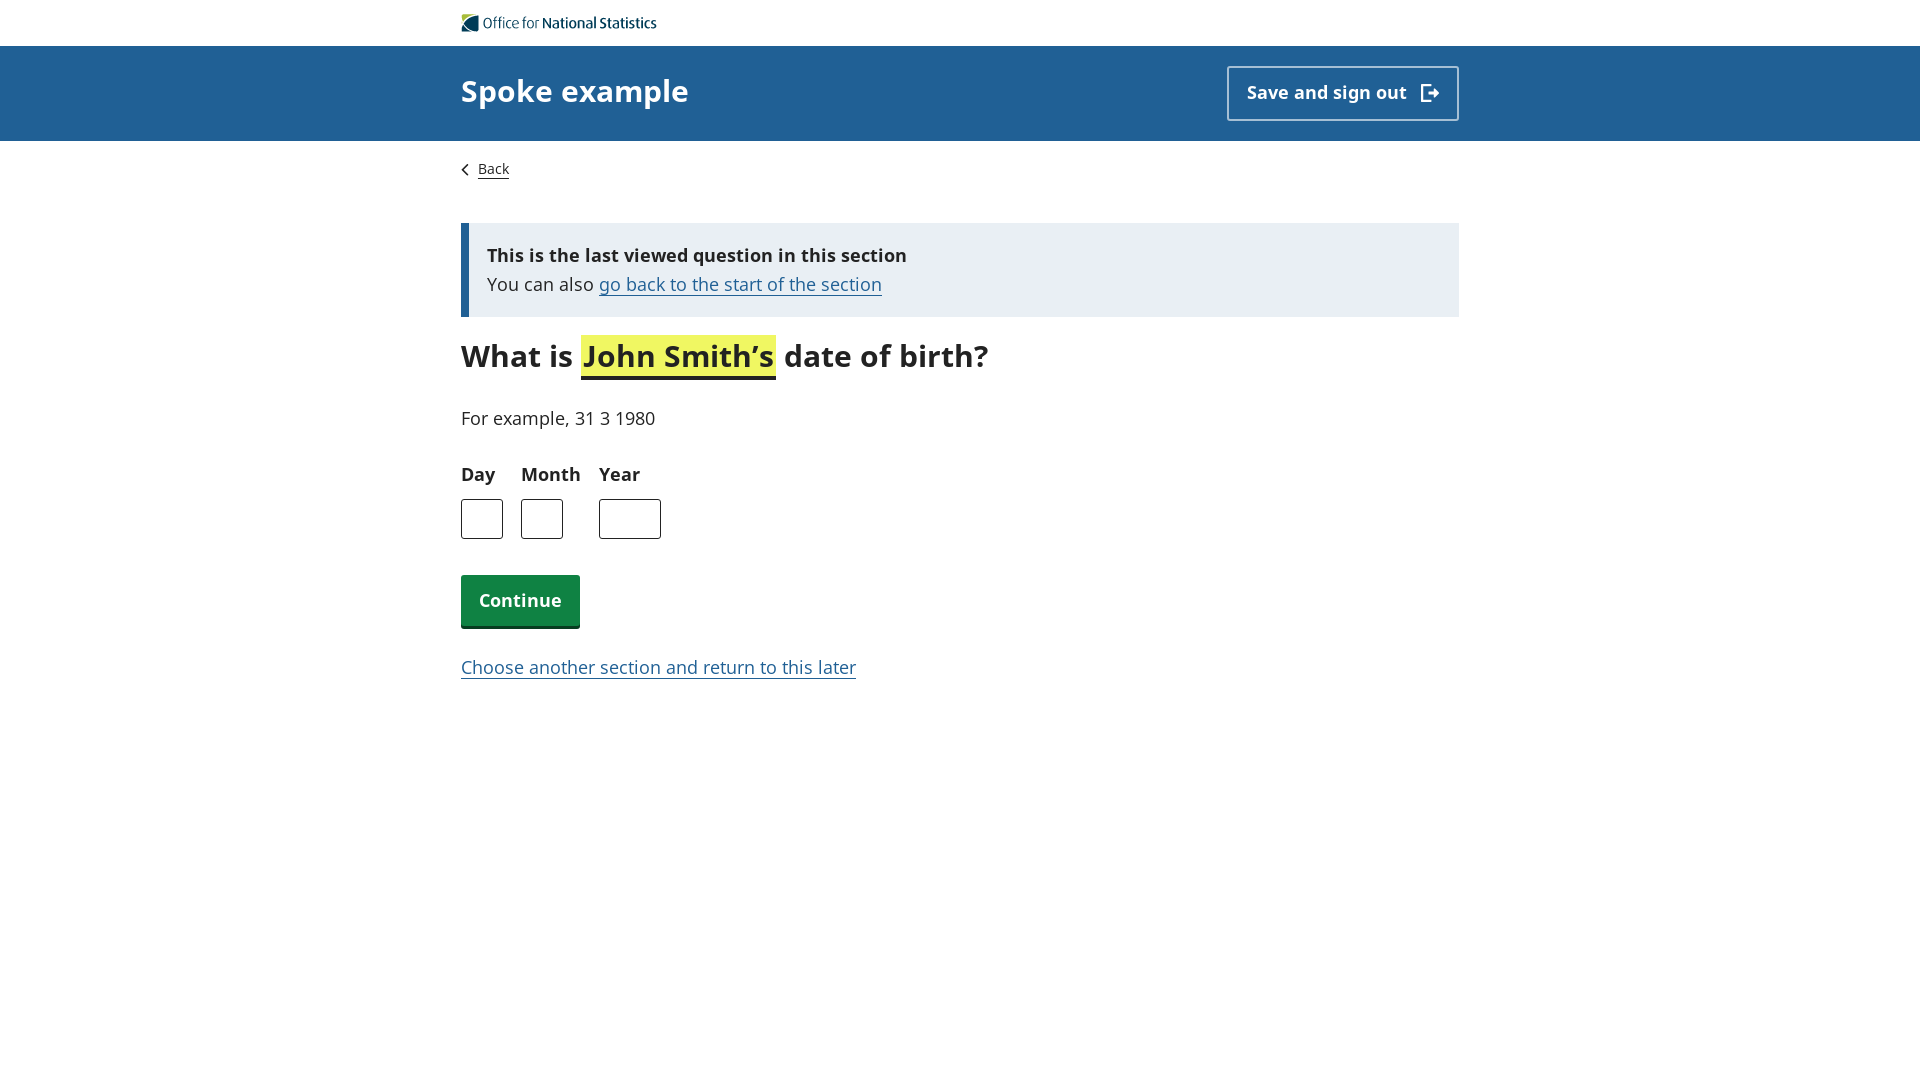 Office for National Statistics
Spoke example
Save and sign out
Back
This is the last viewed question in this section
You can also go back to the start of the section
What is John Smith’s date of birth?
For example, 31 3 1980
Day Month Year
Continue
Choose another section and return to this later